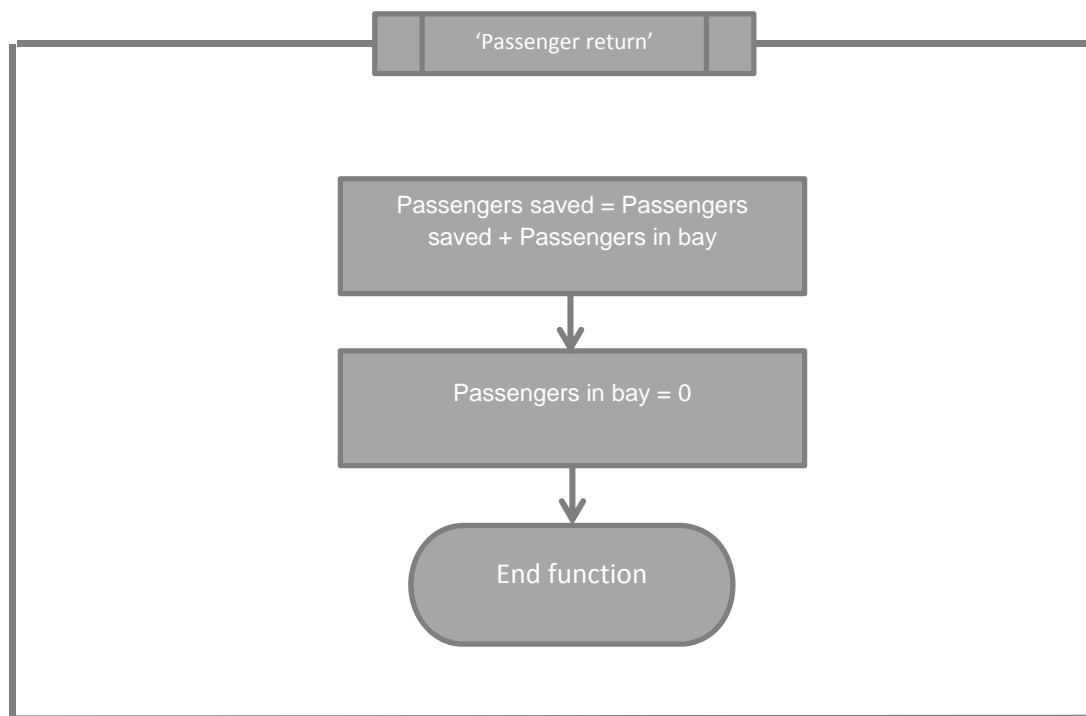 ‘Passenger return’
Passengers saved = Passengers
saved + Passengers in bay
Passengers in bay = 0
End function